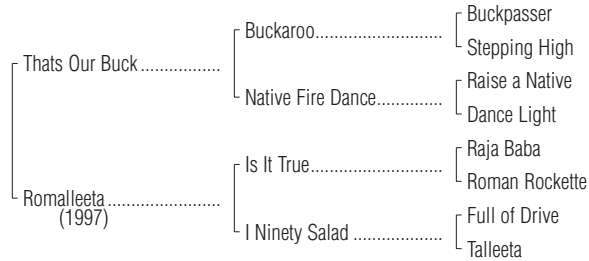 Buckpasser
Buckaroo....................
Stepping High
Thats Our Buck ................
Raise a Native
Native Fire Dance.............
Dance Light
Raja Baba
Is It True......................
Roman Rockette
Romalleeta ......................
(1997)
Full of Drive
I Ninety Salad .................
Talleeta